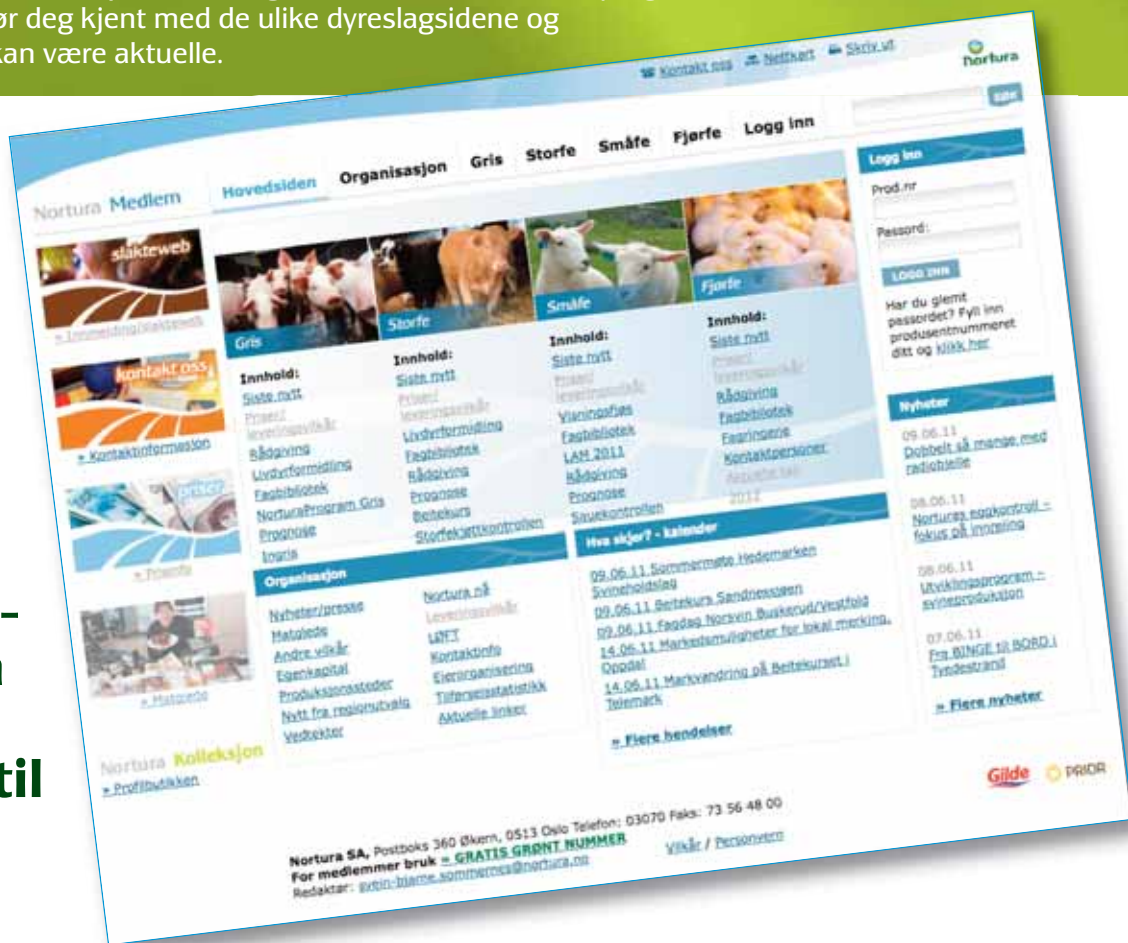 ør deg kjent med de ulike dyreslagsidene og
kan være aktuelle.
Kontakt oss Nettkart Skriv ut
nortura
søk
Nortura Medlem
Hovedsiden Organisasjon Gris Storfe Småfe Fjørfe Logg inn
slakteweb
» Innmelding/slakteweb
kontakt oss
» Kontaktinformasjon
priser
» Prisinfo
» Matglede
Nortura Kolleksjon
» Profilbutikken
Gris
Innhold:
Siste nytt
Priser/
leveringsvilkår
Rådgiving
Livdyrformidling
Fagbibliotek
NorturaProgram Gris
Prognose
Ingris
Storfe
Innhold:
Siste nytt
Priser/
leveringsvilkår
Livdyrformidling
Fagbibliotek
Rådgiving
Prognose
Beitekurs
Storfekjøttkontrollen
Småfe
Innhold:
Siste nytt
Priser/
leveringsvilkår
Visningsfjøs
Fagbibliotek
LAM 2011
Rådgiving
Prognose
Sauekontrollen
Fjørfe
Innhold:
Siste nytt
Priser/
leveringsvilkår
Rådgiving
Fagbibliotek
Fagringene
Kontaktpersoner
2012
Organisasjon
Nyheter/presse
Matglede
Andre vilkår
Egenkapital
Produksjonssteder
Nytt fra regionutvalg
Vedtekter
Nortura nå
Leveringsvilkår
LØFT
Kontaktinfo
Eierorganisering
Tilførselsstatistikk
Aktuelle linker
Hva skjer? - kalender
09.06.11 Sommermøte Hedemarken
Svineholdslag
09.06.11 Beitekurs Sandnessjøen
09.06.11 Fagdag Norsvin Buskerud/Vestfold
14.06.11 Markedsmuligheter for lokal merking,
Oppdal
14.06.11 Markvandring på Beitekurset i
Telemark
» Flere hendelser
Logg inn
Prod.nr
Passord:
LOGG INN
Har du glemt
passordet? Fyll inn
produsentnummeret
ditt og klikk her
Nyheter
09.06.11
Dobbelt så mange med
radiobjelle
08.06.11
Norturas eggkontroll –
fokus på innreling
08.06.11
Utviklingsprogram –
svineproduksjon
07.06.11
Fra BINGE til BORD i
Tvedestrand
» Flere nyheter
Gilde PRIOR
Nortura SA, Postboks 360 Økern, 0513 Oslo Telefon: 03070 Faks: 73 56 48 00
For medlemmer bruk » GRATIS GRØNT NUMMER
Vilkår / Personvern
Redaktør: svein-bjarne.sommernes@nortura.no
til